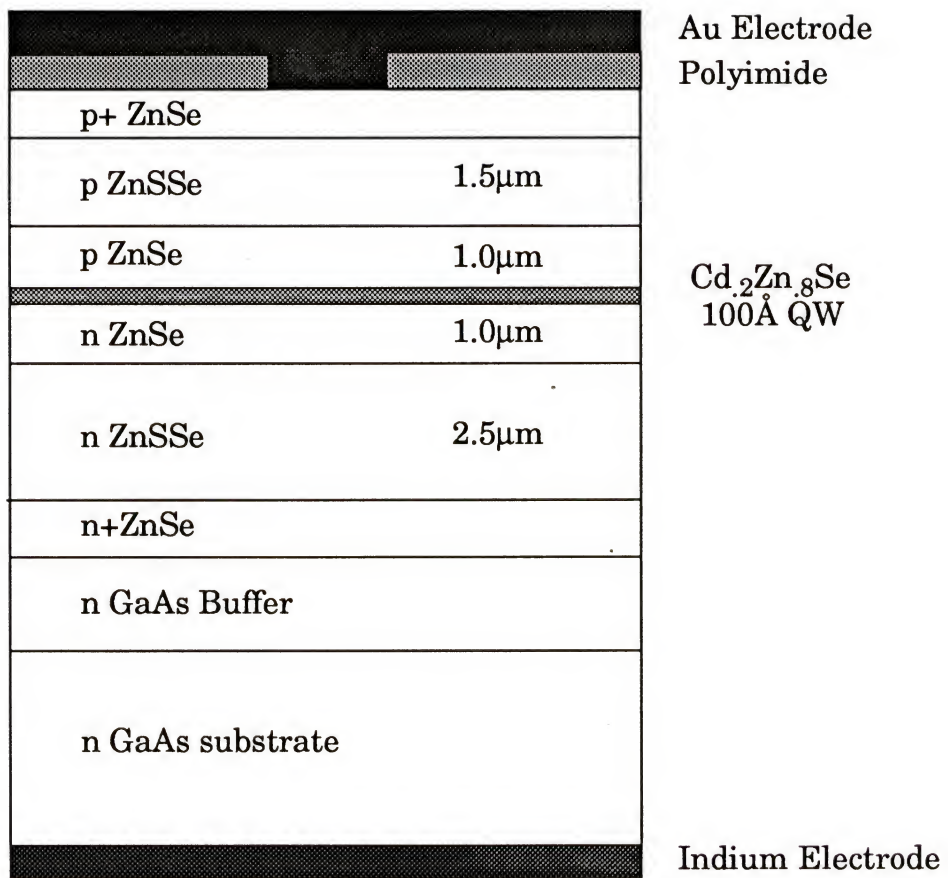 Au Electrode
Polyimide
p+ ZnSe
p ZnSSe 1.5μm
p ZnSe 1.0μm
Cd.2Zn.8Se
100Å QW
n ZnSe 1.0μm
n ZnSSe 2.5μm
n+ZnSe
n GaAs Buffer
n GaAs substrate
Indium Electrode